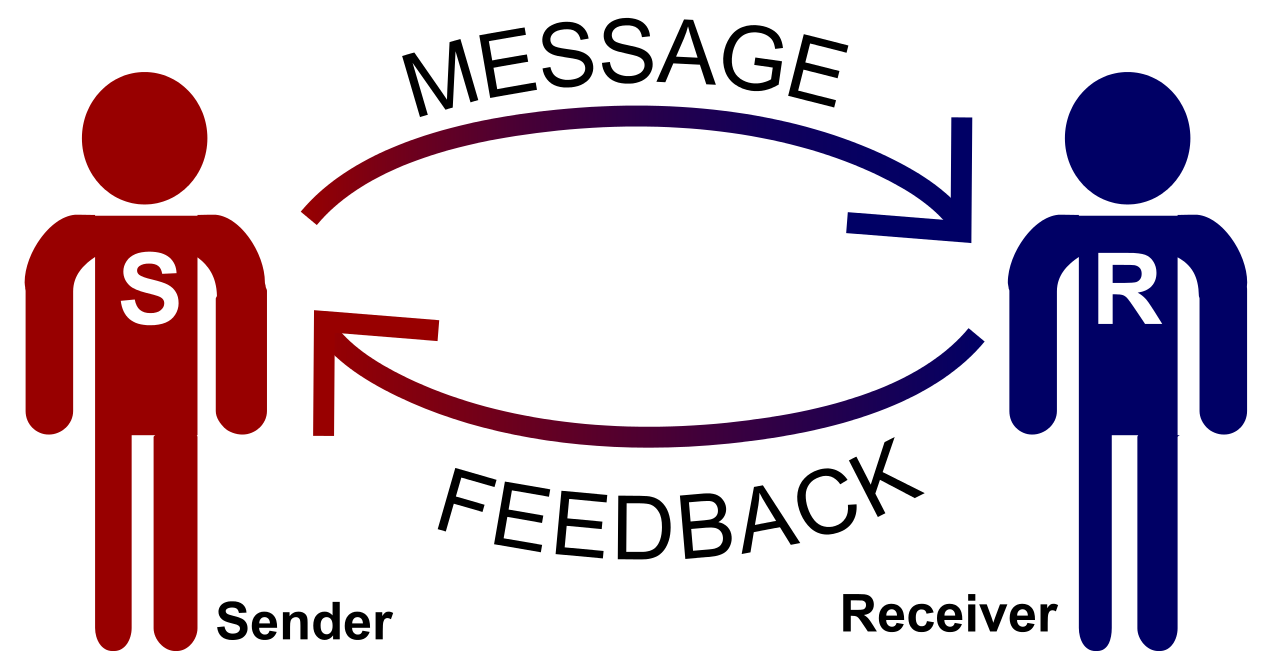 MESSAGE
S
R
FEEDBACK
Sender
Receiver